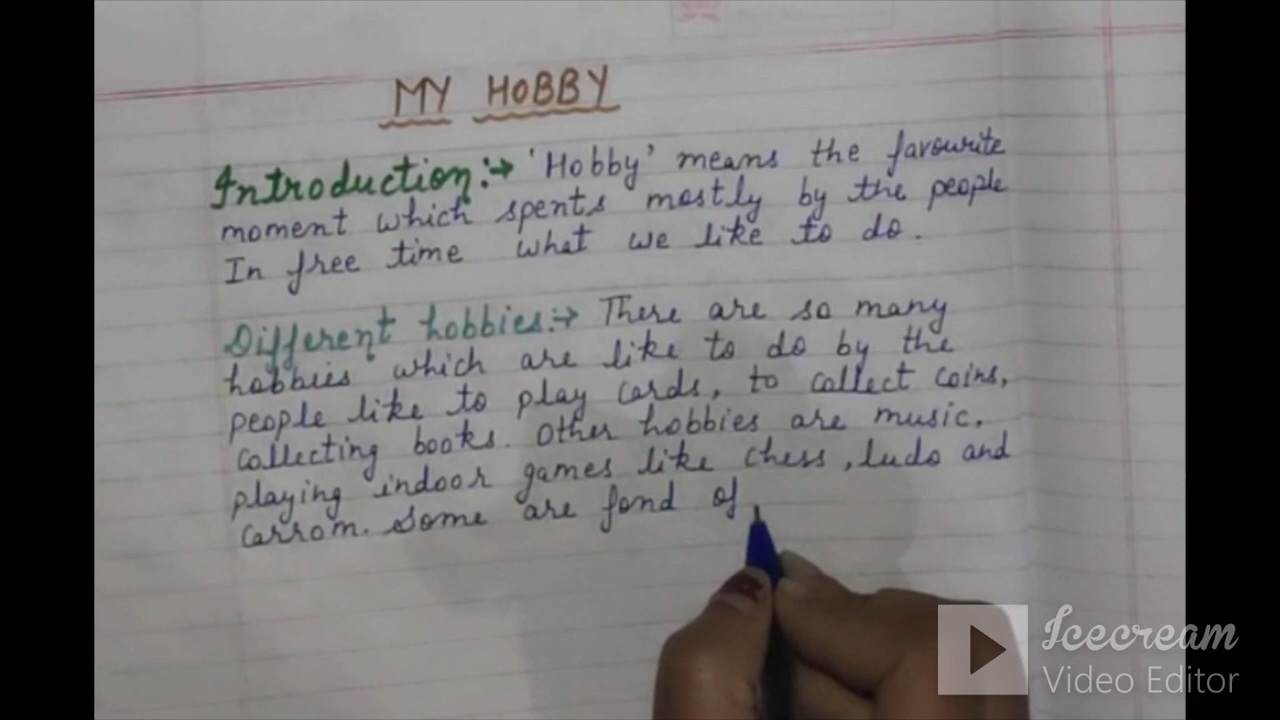 MY HOBBY
Introduction:→ 'Hobby' means the favourite
moment which spents mostly by the people
In free time what we like to do.
Different hobbies:→ There are so many
hobbies which are like to do by the
people like to play cards, to collect coins,
collecting books. Other hobbies are music.
playing indoor games like chess, ludo and
carrom. Some are fond of
Icecream
Video Editor